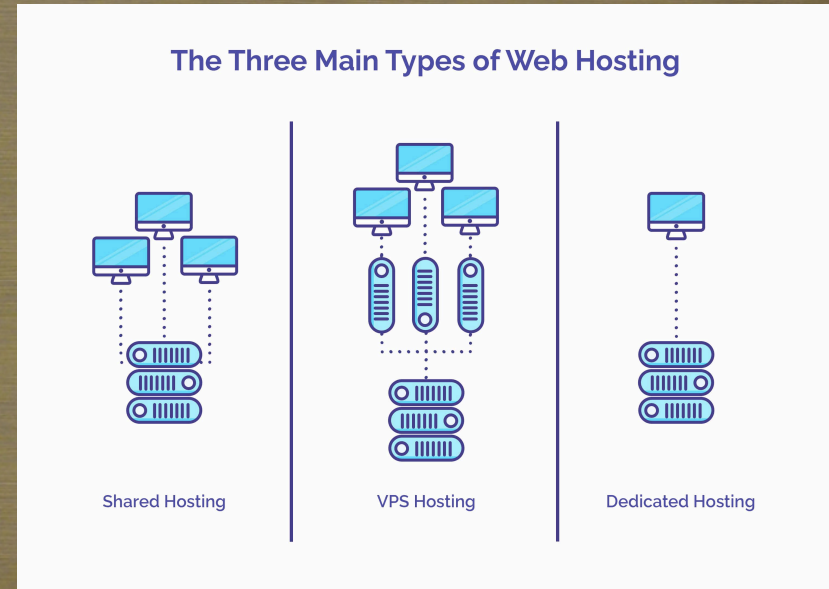 The Three Main Types of Web Hosting
Shared Hosting
VPS Hosting
Dedicated Hosting